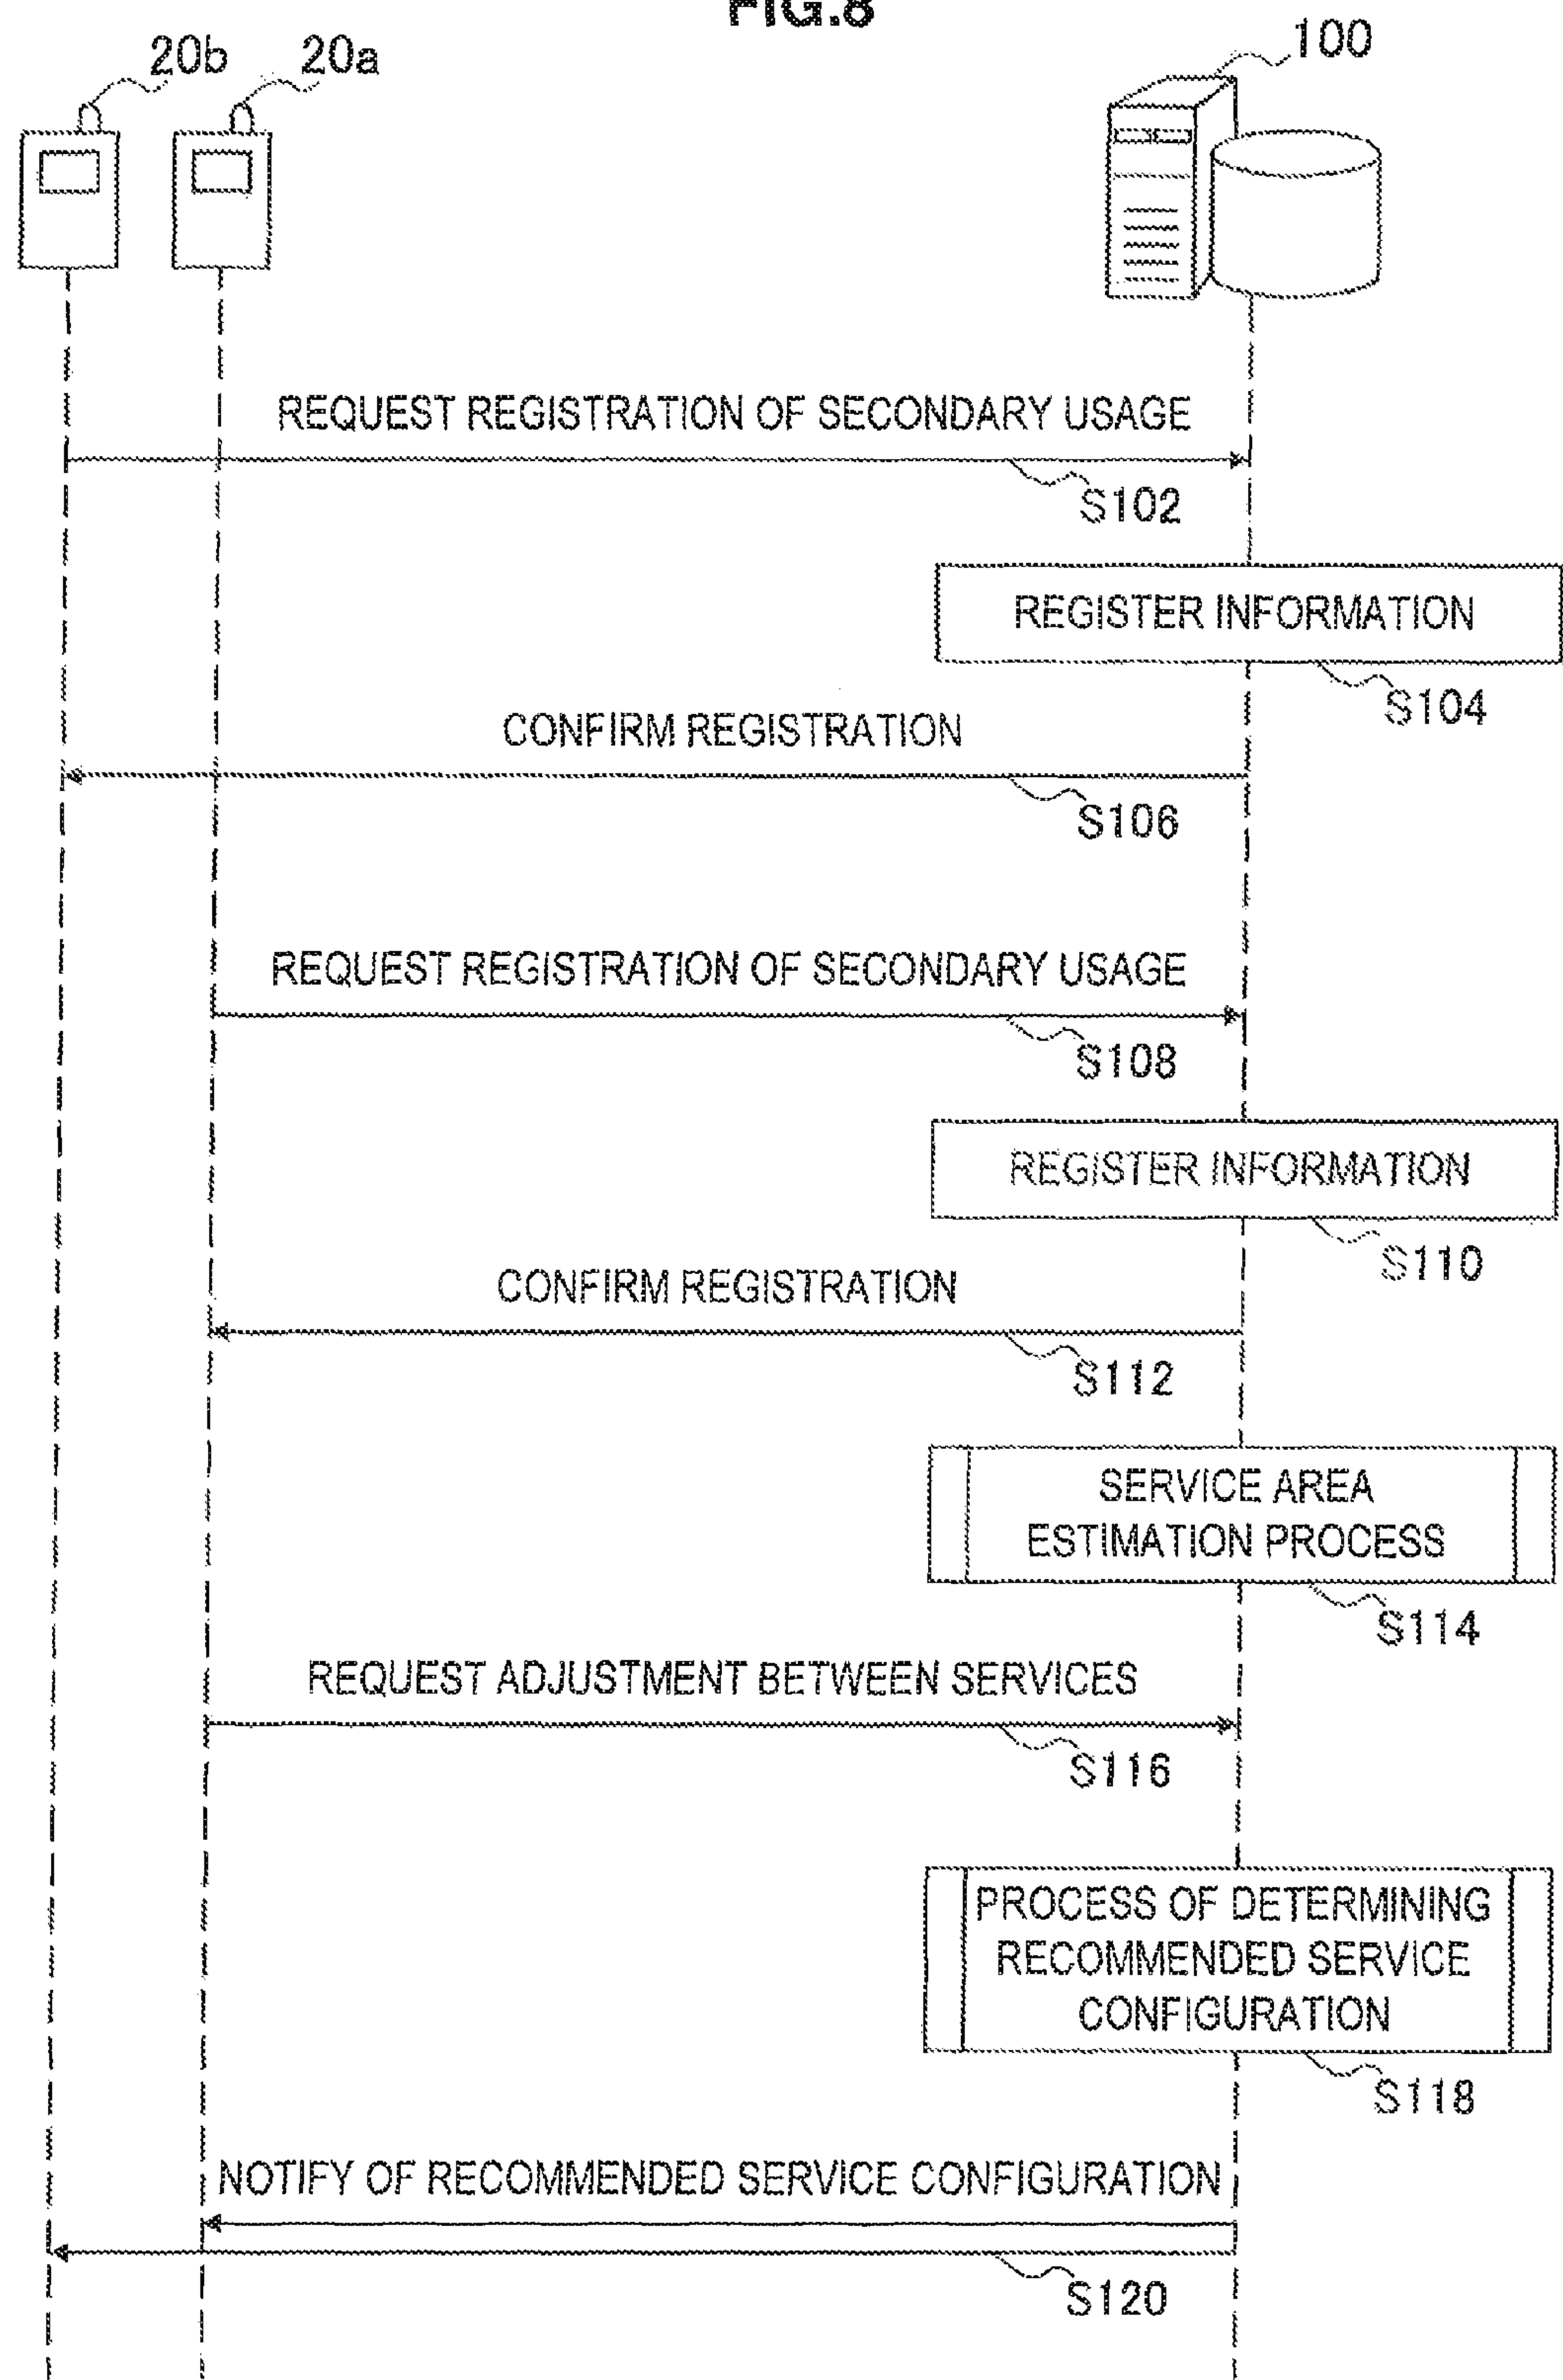 FIG.8
20b
20a
100
REQUEST REGISTRATION OF SECONDARY USAGE
S102
REGISTER INFORMATION
S104
CONFIRM REGISTRATION
S106
REQUEST REGISTRATION OF SECONDARY USAGE
S108
REGISTER INFORMATION
S110
CONFIRM REGISTRATION
S112
SERVICE AREA
ESTIMATION PROCESS
S114
REQUEST ADJUSTMENT BETWEEN SERVICES
S116
PROCESS OF DETERMINING
RECOMMENDED SERVICE
CONFIGURATION
S118
NOTIFY OF RECOMMENDED SERVICE CONFIGURATION
S120